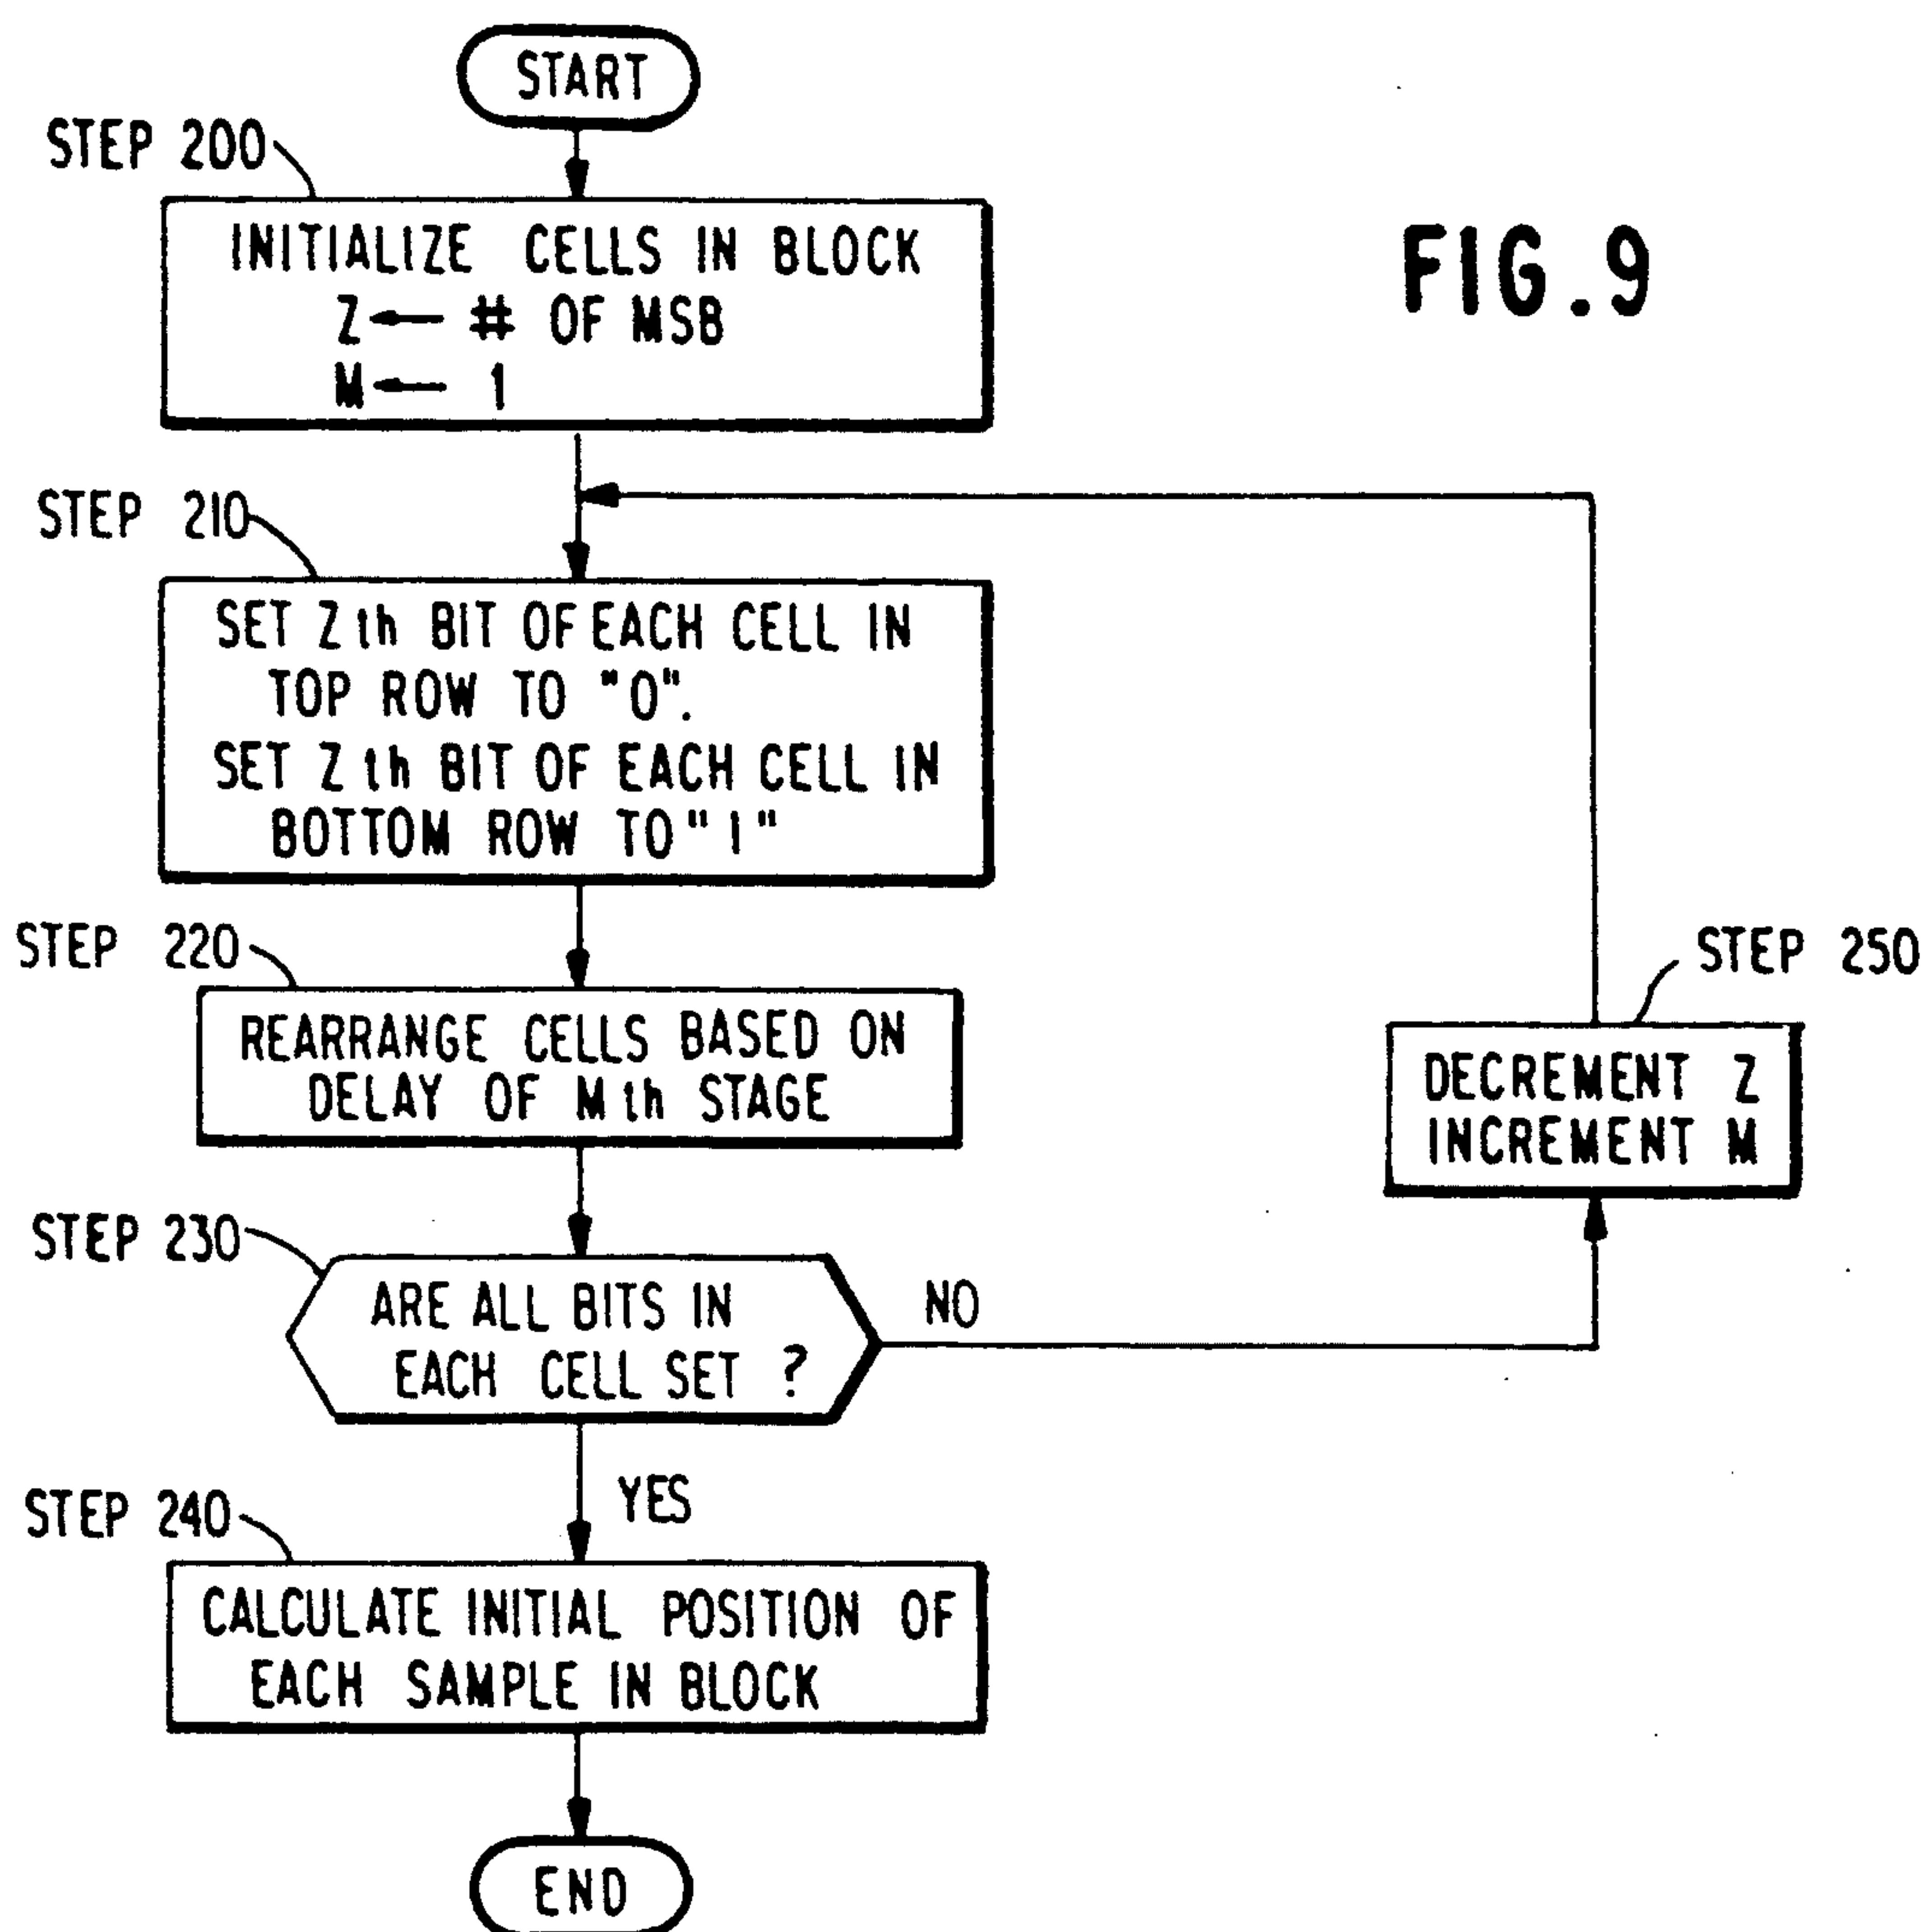 START
STEP 200
INITIALIZE CELLS IN BLOCK
Z ← # OF MSB
M ← 1
FIG. 9
STEP 210
SET Zth BIT OF EACH CELL IN
TOP ROW TO "0".
SET Zth BIT OF EACH CELL IN
BOTTOM ROW TO "1"
STEP 220
REARRANGE CELLS BASED ON
DELAY OF Mth STAGE
STEP 250
DECREMENT Z
INCREMENT M
STEP 230
ARE ALL BITS IN
EACH CELL SET ?
NO
YES
STEP 240
CALCULATE INITIAL POSITION OF
EACH SAMPLE IN BLOCK
END